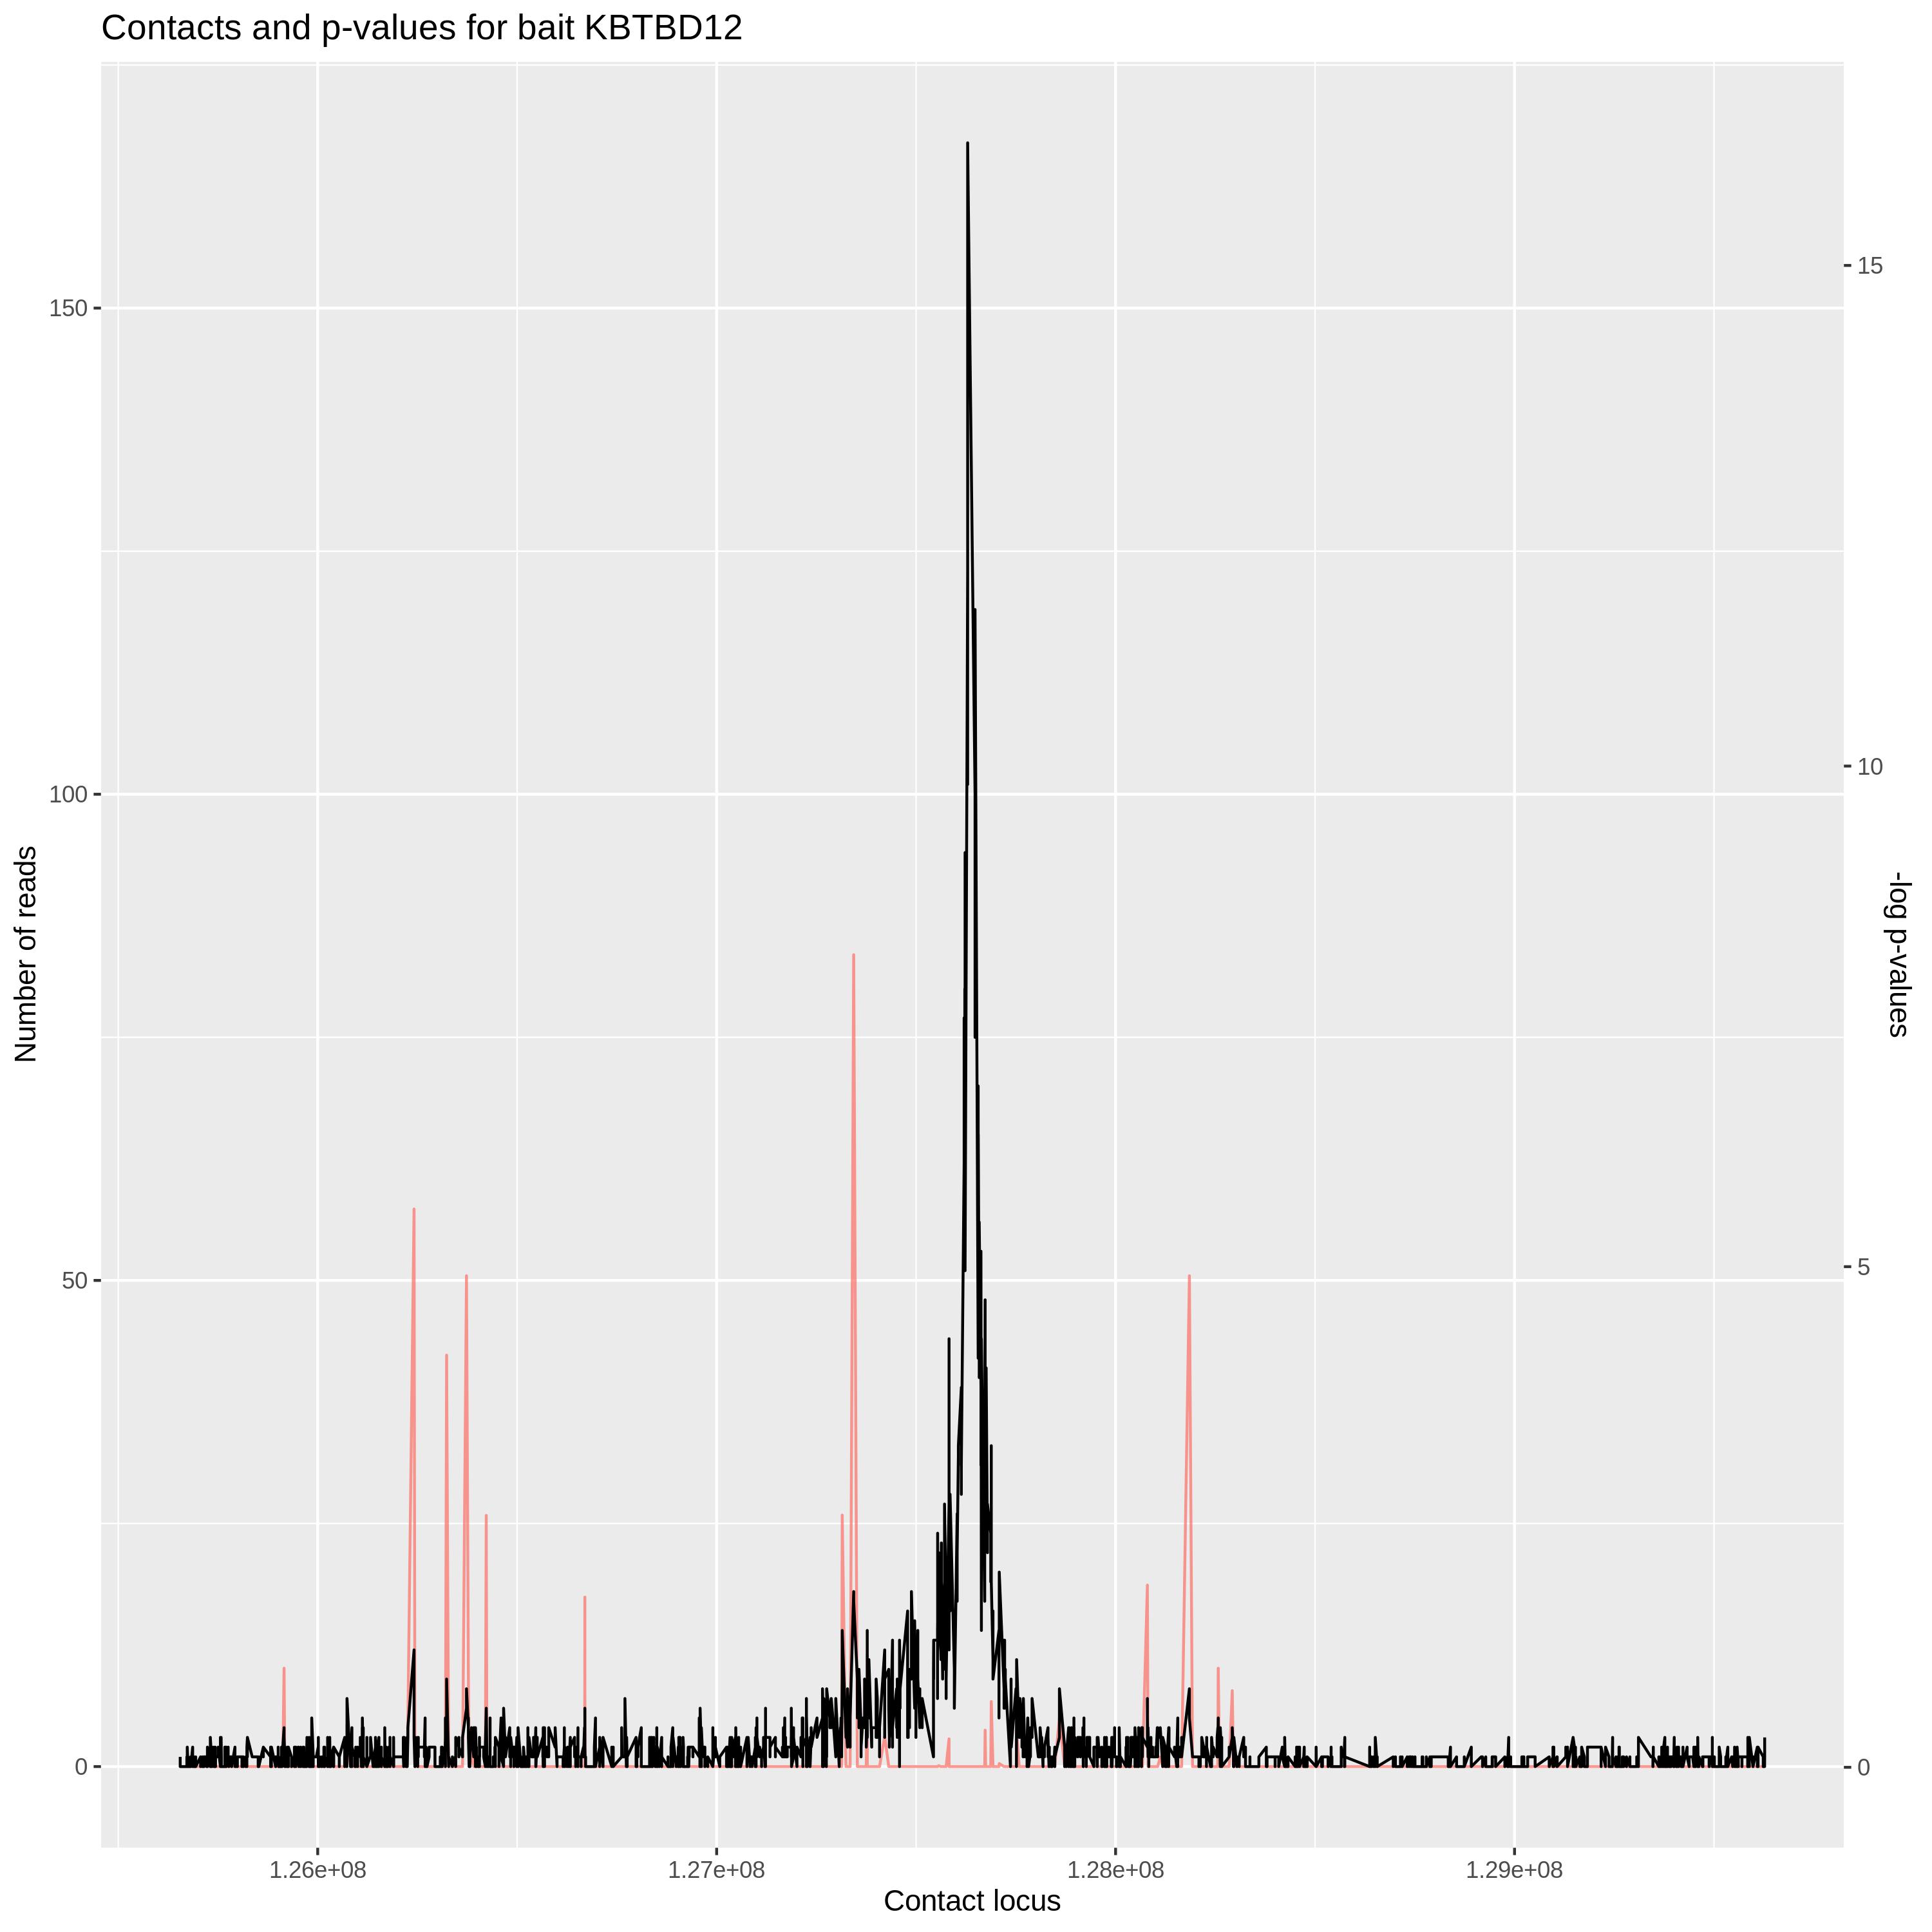 Contacts and p-values for bait KBTBD12
150
100
50
0
15
10
5
0
Number of reads
-log p-values
1.26e+08
1.27e+08
1.28e+08
1.29e+08
Contact locus